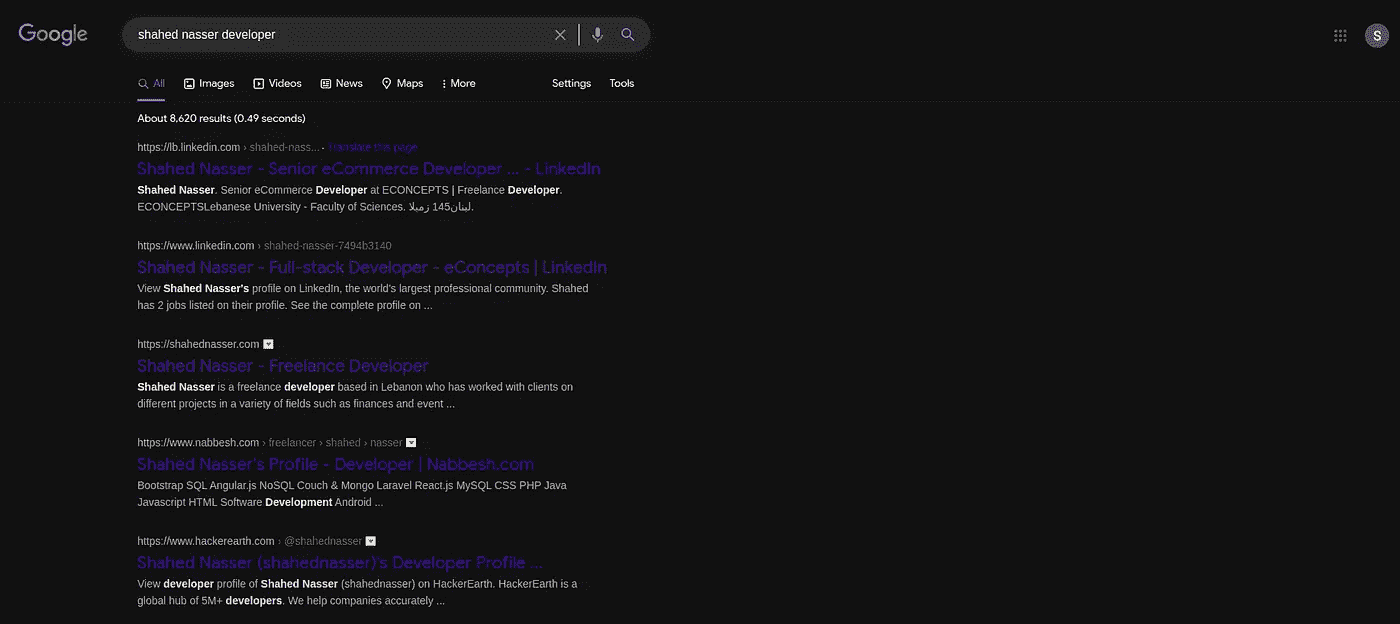 Google
shahed nasser developer
S
All Images Videos News Maps More Settings Tools
About 8,620 results (0.49 seconds)
https://lb.linkedin.com › shahed-nass... - Translate this page
Shahed Nasser - Senior eCommerce Developer ... - LinkedIn
Shahed Nasser. Senior eCommerce Developer at ECONCEPTS | Freelance Developer.
ECONCEPTSLebanese University - Faculty of Sciences. لبنان145 زميلا.
https://www.linkedin.com › shahed-nasser-7494b3140
Shahed Nasser - Full-stack Developer - eConcepts | LinkedIn
View Shahed Nasser's profile on LinkedIn, the world's largest professional community. Shahed
has 2 jobs listed on their profile. See the complete profile on ...
https://shahednasser.com
Shahed Nasser - Freelance Developer
Shahed Nasser is a freelance developer based in Lebanon who has worked with clients on
different projects in a variety of fields such as finances and event ...
https://www.nabbesh.com › freelancer › shahed › nasser
Shahed Nasser's Profile - Developer | Nabbesh.com
Bootstrap SQL Angular.js NoSQL Couch & Mongo Laravel React.js MySQL CSS PHP Java
Javascript HTML Software Development Android ...
https://www.hackerearth.com › @shahednasser
Shahed Nasser (shahednasser)'s Developer Profile ...
View developer profile of Shahed Nasser (shahednasser) on HackerEarth. HackerEarth is a
global hub of 5M+ developers. We help companies accurately ...